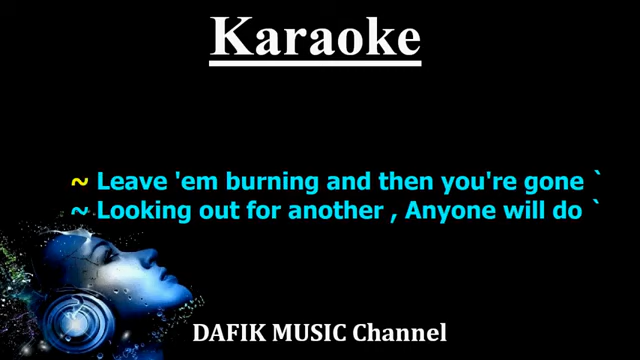 Karaoke
~ Leave 'em burning and then you're gone `
~ Looking out for another , Anyone will do `
DAFIK MUSIC Channel